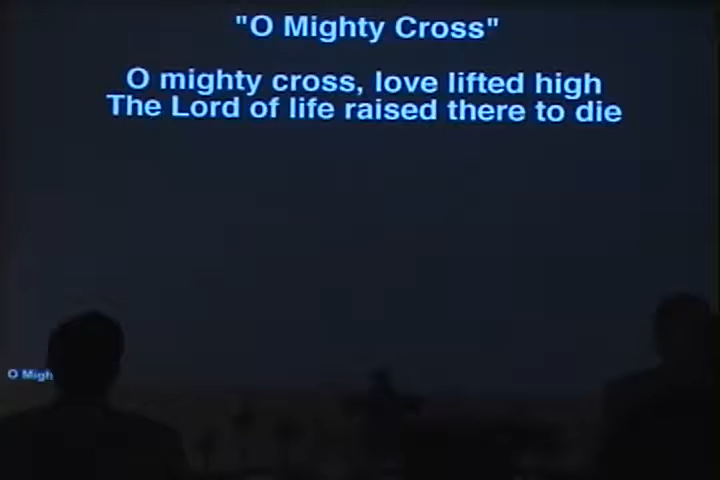 "O Mighty Cross"
O mighty cross, love lifted high
The Lord of life raised there to die
O Migh